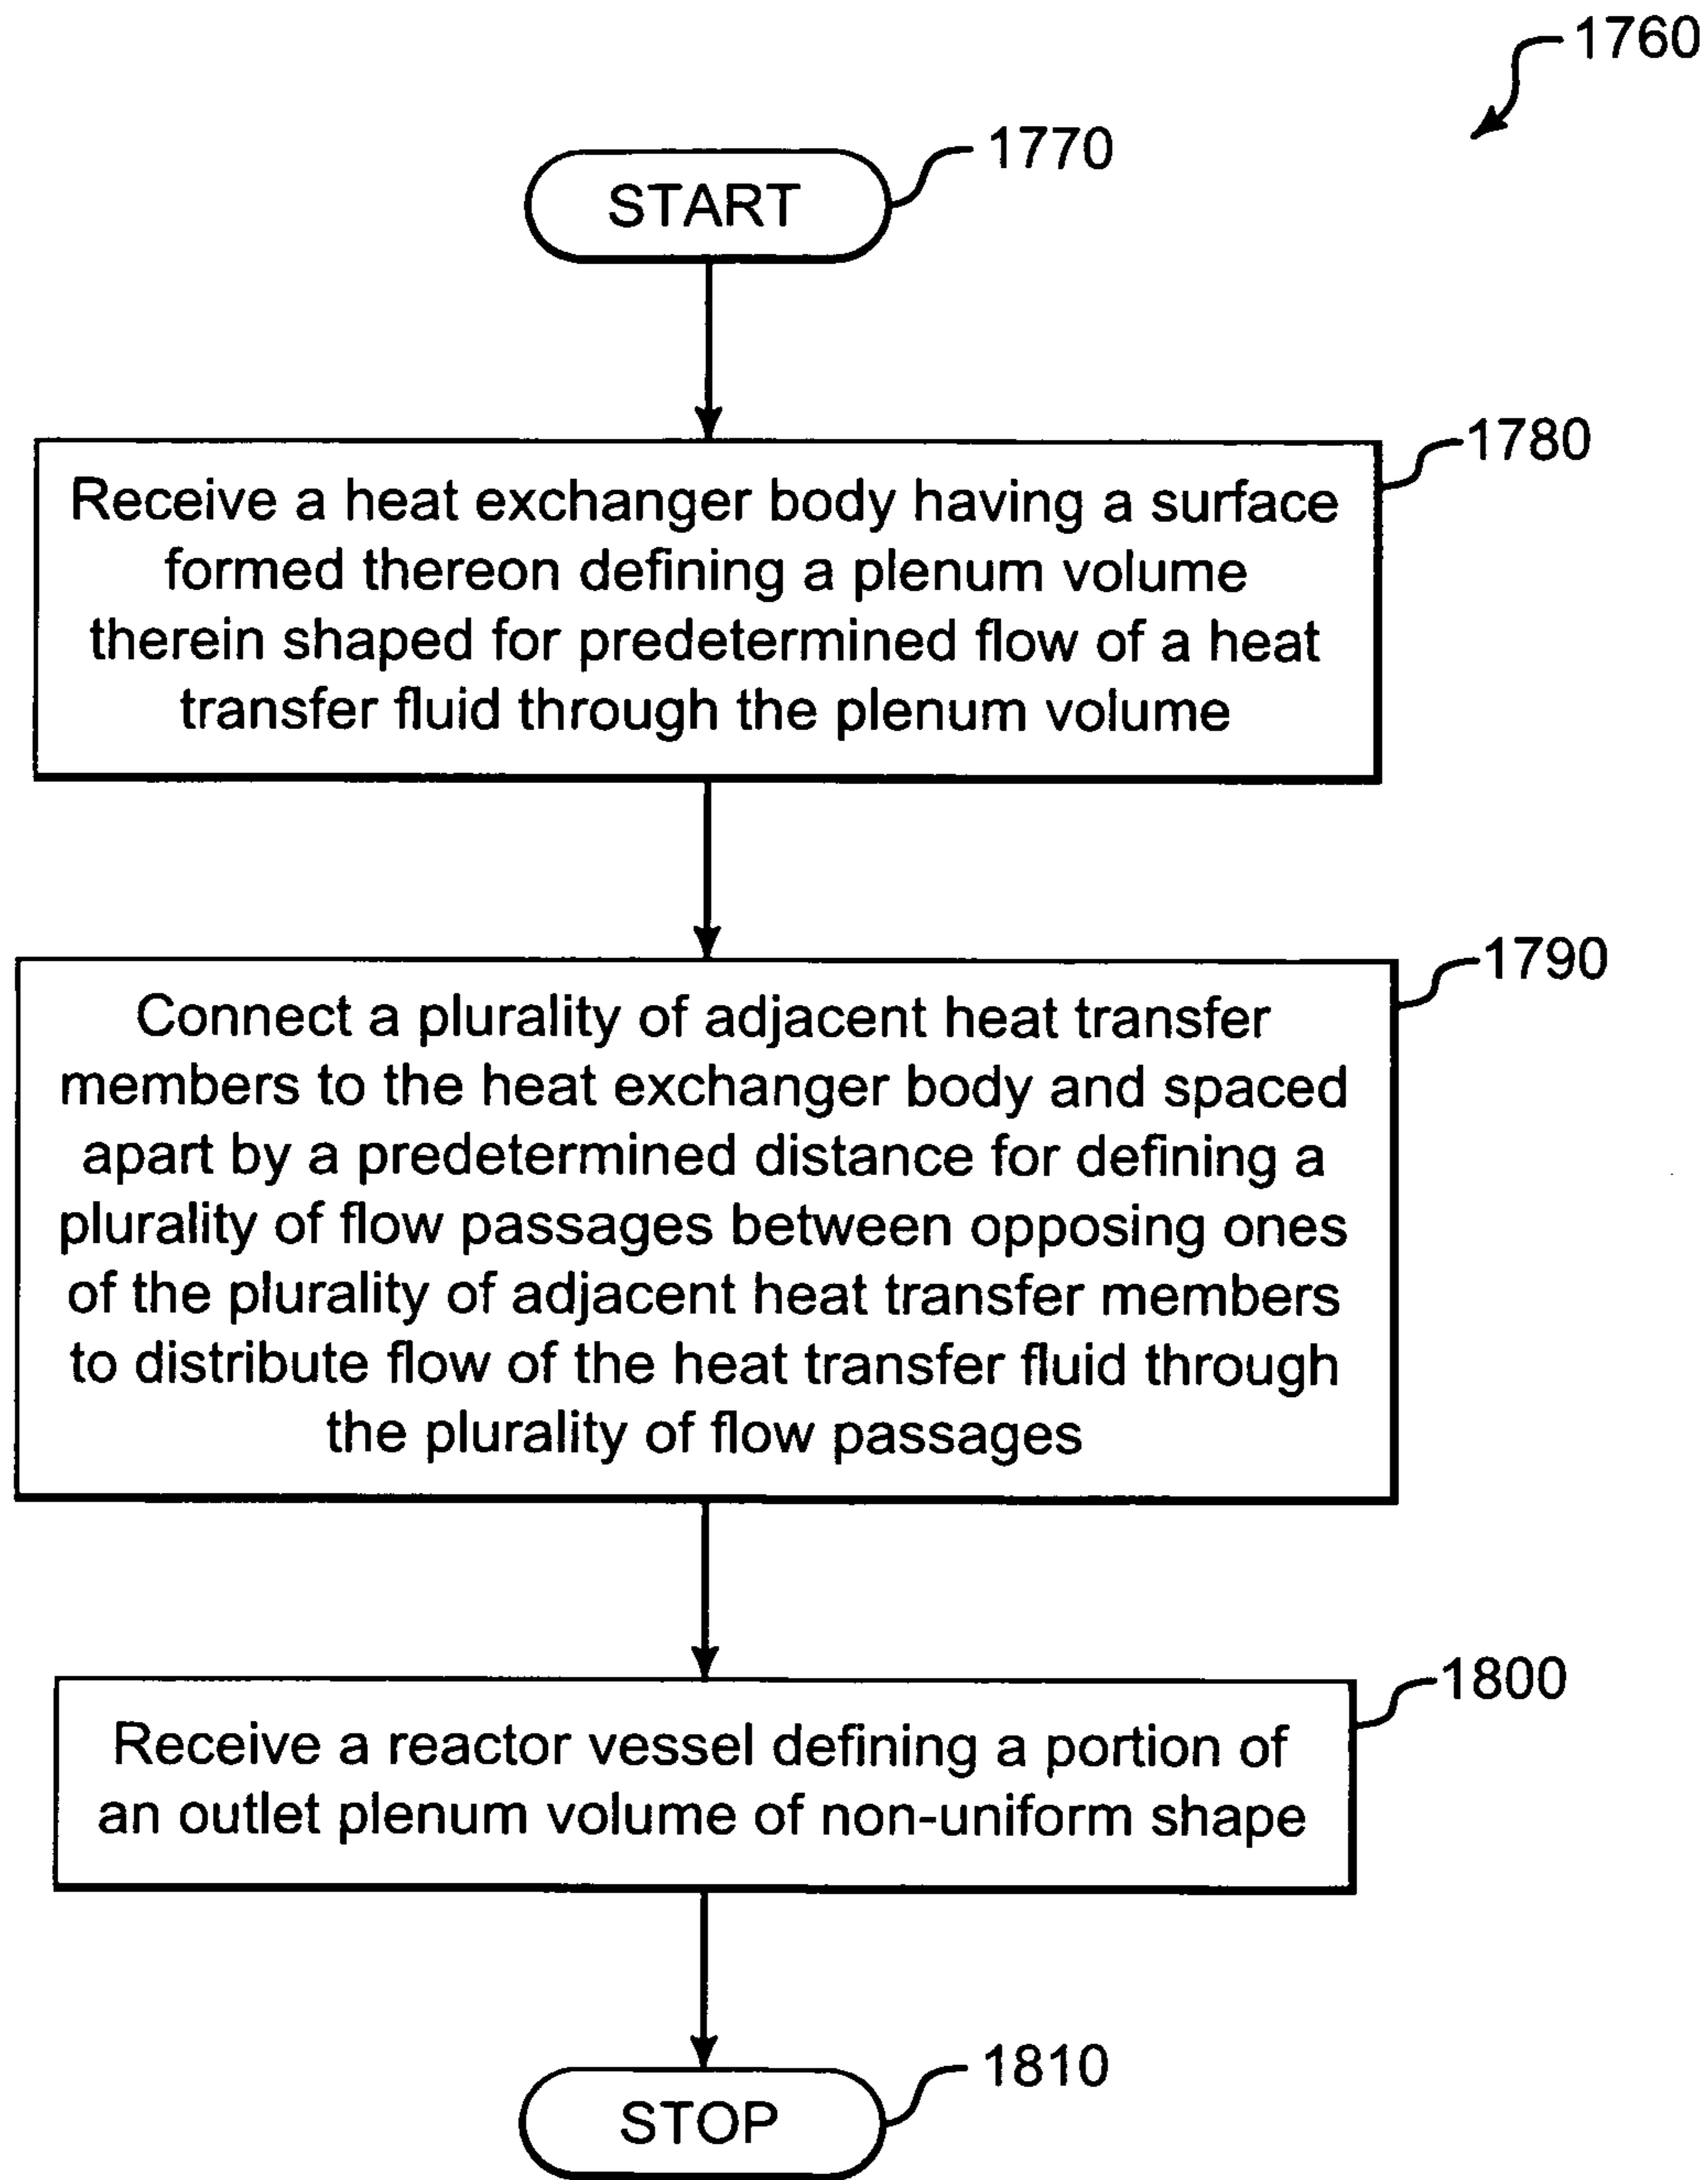 1760
START
1770
1780
Receive a heat exchanger body having a surface
formed thereon defining a plenum volume
therein shaped for predetermined flow of a heat
transfer fluid through the plenum volume
1790
Connect a plurality of adjacent heat transfer
members to the heat exchanger body and spaced
apart by a predetermined distance for defining a
plurality of flow passages between opposing ones
of the plurality of adjacent heat transfer members
to distribute flow of the heat transfer fluid through
the plurality of flow passages
1800
Receive a reactor vessel defining a portion of
an outlet plenum volume of non-uniform shape
1810
STOP